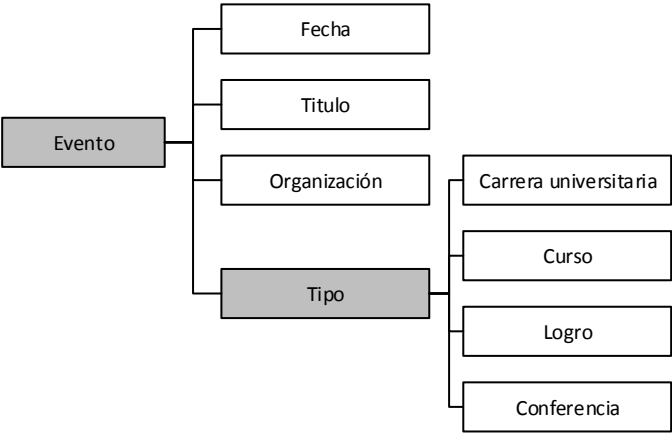 Fecha
Titulo
Evento
Organización
Carrera universitaria
Curso
Tipo
Logro
Conferencia